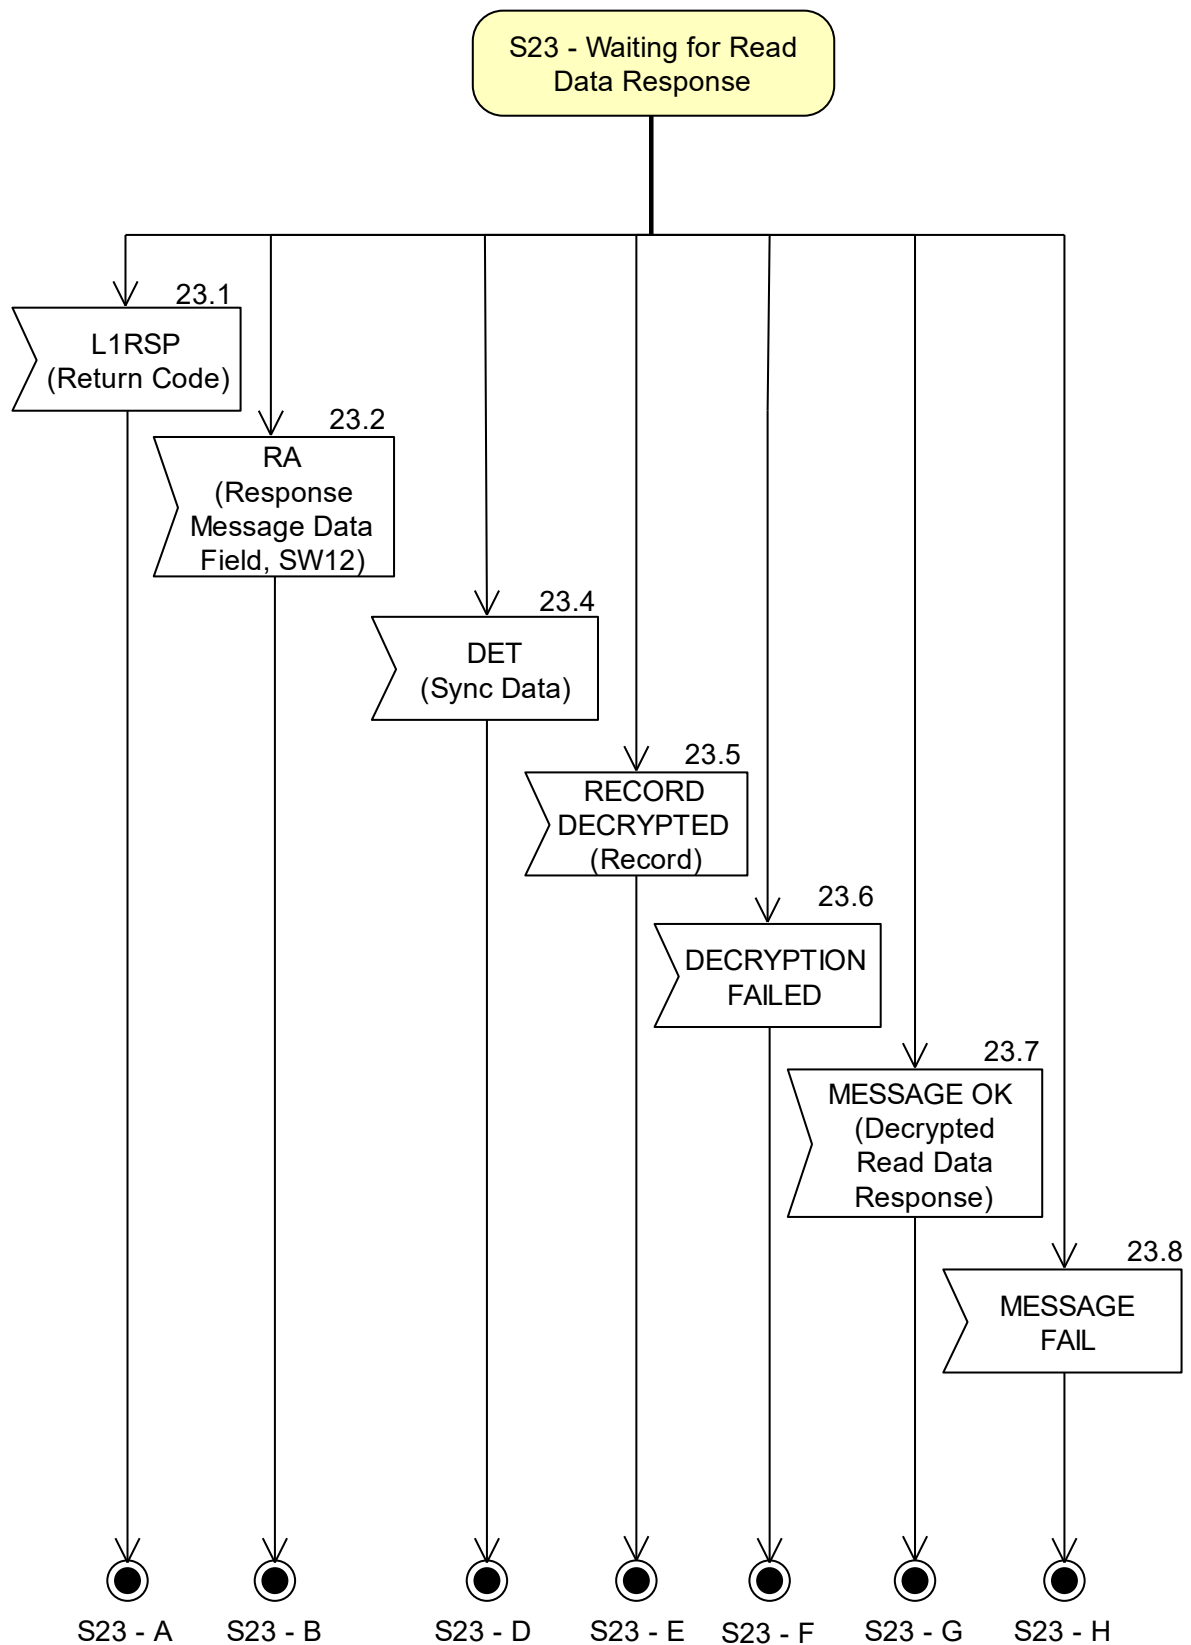 S23 - Waiting for Read
Data Response
23.1
L1RSP
(Return Code)
23.2
RA
(Response
Message Data
Field, SW12)
23.4
DET
(Sync Data)
23.5
RECORD
DECRYPTED
(Record)
23.6
DECRYPTION
FAILED
23.7
MESSAGE OK
(Decrypted
Read Data
Response)
23.8
MESSAGE
FAIL
S23 - A
S23 - B
S23 - D
S23 - E
S23 - F
S23 - G
S23 - H